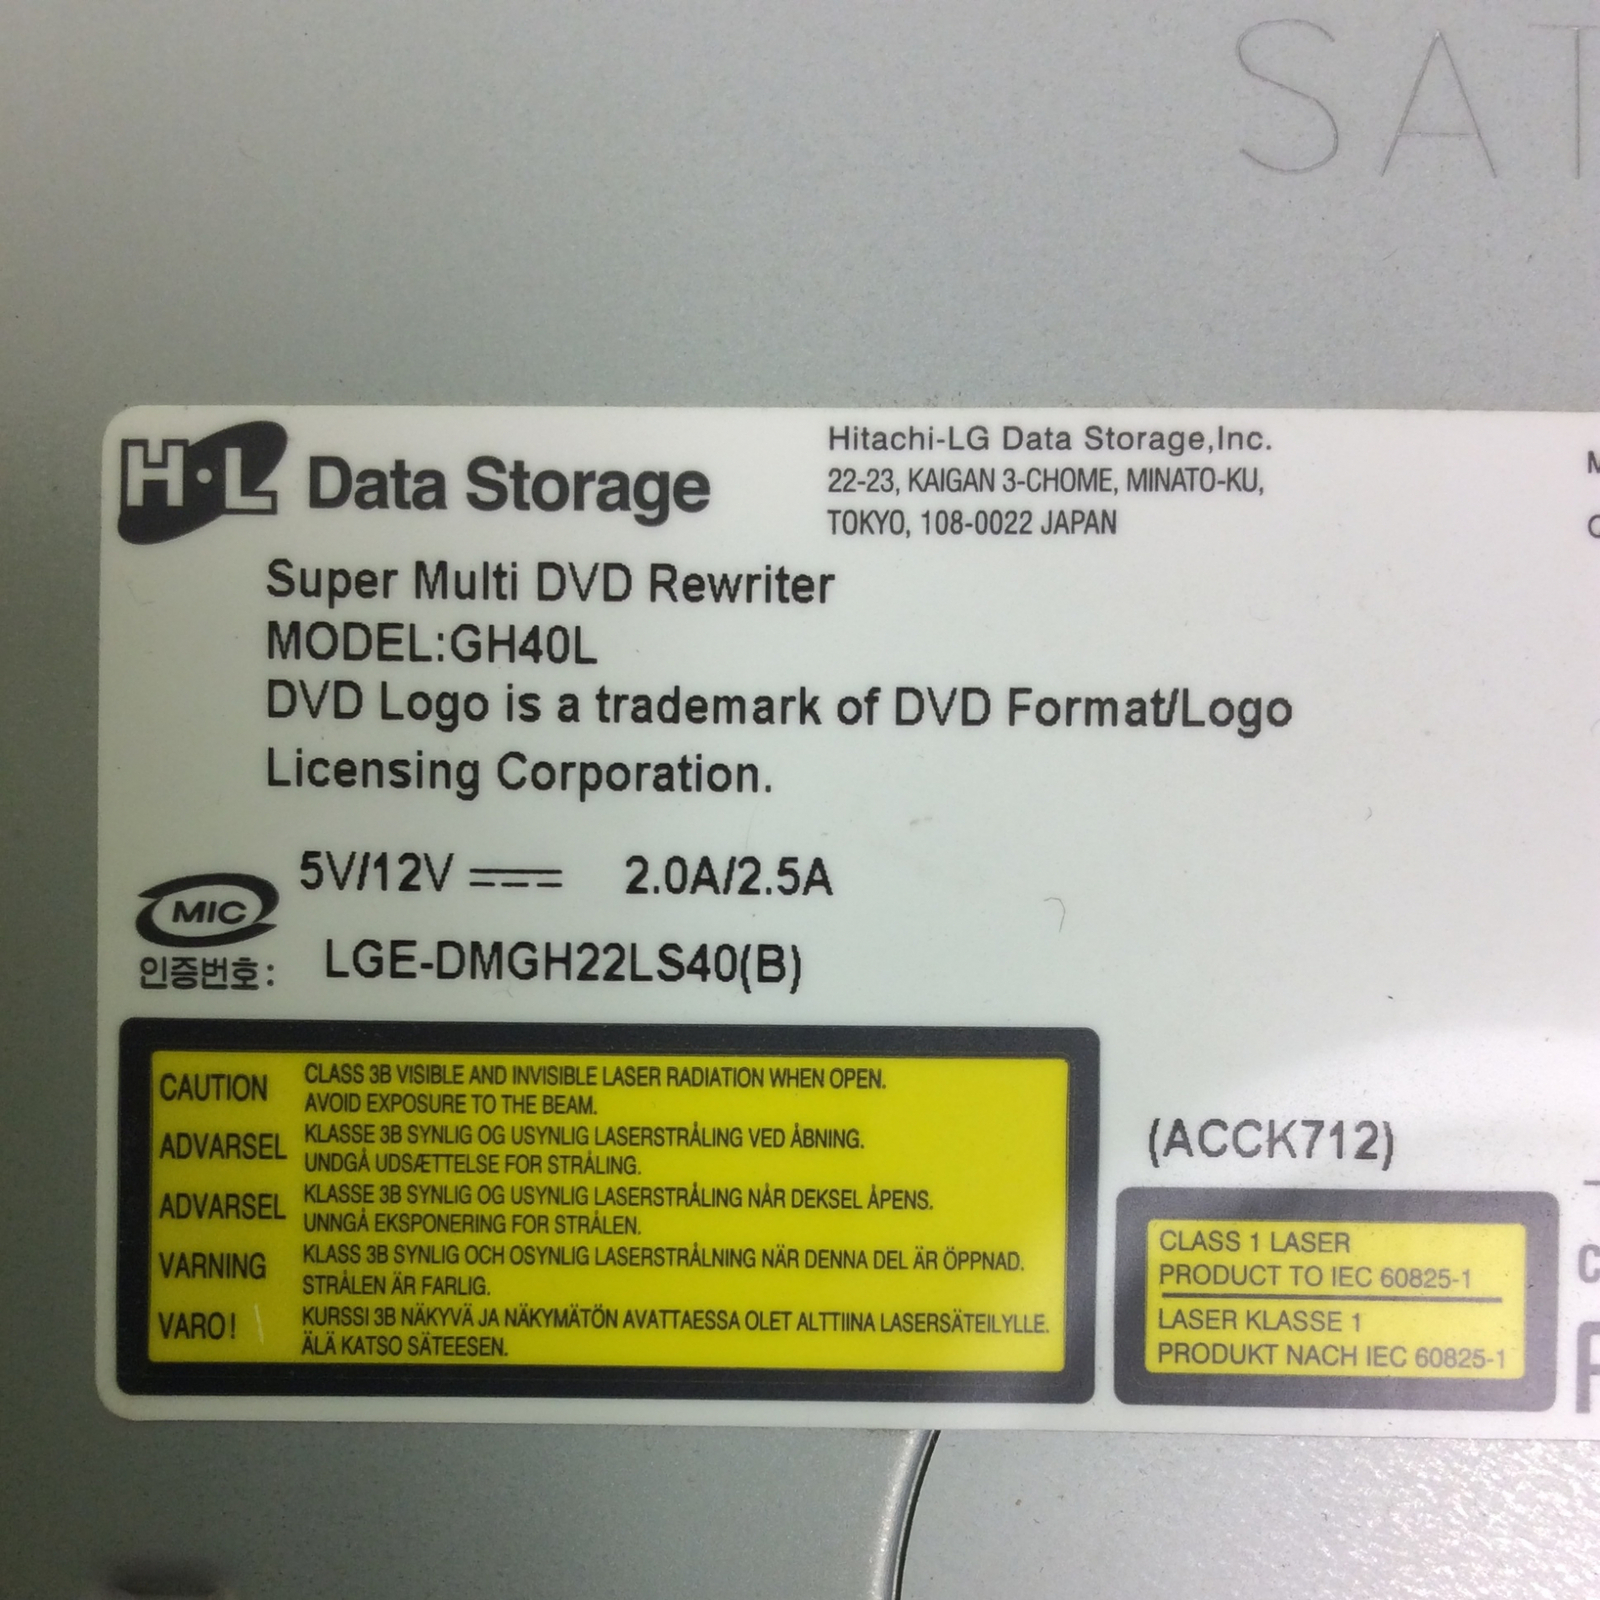 SAT
H·L Data Storage
Hitachi-LG Data Storage,Inc.
22-23, KAIGAN 3-CHOME, MINATO-KU,
TOKYO, 108-0022 JAPAN
Super Multi DVD Rewriter
MODEL:GH40L
DVD Logo is a trademark of DVD Format/Logo
Licensing Corporation.
5V/12V 2.0A/2.5A
MIC
인증번호: LGE-DMGH22LS40(B)
CAUTION CLASS 3B VISIBLE AND INVISIBLE LASER RADIATION WHEN OPEN.
AVOID EXPOSURE TO THE BEAM.
ADVARSEL KLASSE 3B SYNLIG OG USYNLIG LASERSTRÅLING VED ÅBNING.
UNDGÅ UDSÆTTELSE FOR STRÅLING.
ADVARSEL KLASSE 3B SYNLIG OG USYNLIG LASERSTRÅLING NÅR DEKSEL ÅPENS.
UNNGÅ EKSPONERING FOR STRÅLEN.
VARNING KLASS 3B SYNLIG OCH OSYNLIG LASERSTRÅLNING NÄR DENNA DEL ÄR ÖPPNAD.
STRÅLEN ÄR FARLIG.
VARO! KURSSI 3B NÄKYVÄ JA NÄKYMÄTÖN AVATTAESSA OLET ALTTIINA LASERSÄTEILYLLE.
ÄLÄ KATSO SÄTEESEN.
(ACCK712)
CLASS 1 LASER
PRODUCT TO IEC 60825-1
LASER KLASSE 1
PRODUKT NACH IEC 60825-1